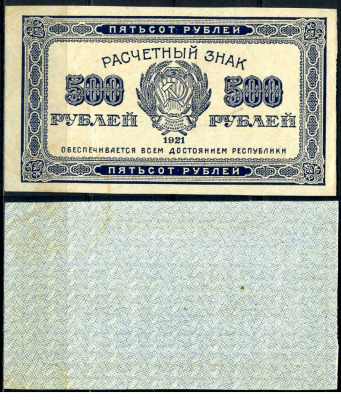 ПЯТЬСОТ РУБЛЕЙ
РАСЧЕТНЫЙ ЗНАК
500 500
РУБЛЕЙ РУБЛЕЙ
1921
ОБЕСПЕЧИВАЕТСЯ ВСЕМ ДОСТОЯНИЕМ РЕСПУБЛИКИ
ПЯТЬСОТ РУБЛЕЙ